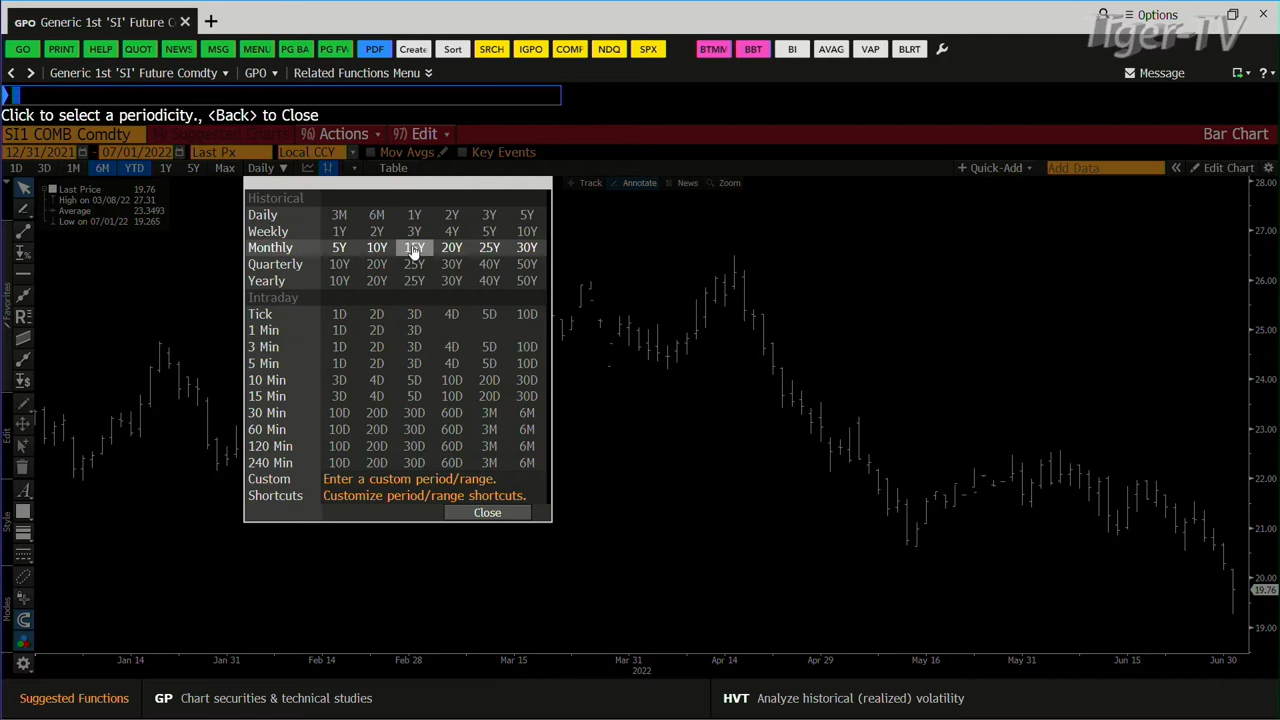 GPO Generic 1st 'SI' Future C
Options
Tiger-TV
GO PRINT HELP QUOT NEWS MSG MENU PG BA PG FW PDF Create Sort SRCH IGPO COMF NDQ SPX BTMM BBT BI AVAG VAP BLRT
Generic 1st 'SI' Future Comdty GPO Related Functions Menu Message
Click to select a periodicity., <Back> to Close
SI1 COMB Comdty Suggested Charts 96) Actions 97) Edit Bar Chart
12/31/2021 - 07/01/2022 Last Px Local CCY Mov Avgs Key Events
1D 3D 1M 6M YTD 1Y 5Y Max Daily Table + Quick-Add Add Data Edit Chart
Track Annotate News Zoom
Last Price 19.76
High on 03/08/22 27.31
Average 23.3493
Low on 07/01/22 19.265
Historical
Daily 3M 6M 1Y 2Y 3Y 5Y
Weekly 1Y 2Y 3Y 4Y 5Y 10Y
Monthly 5Y 10Y 15Y 20Y 25Y 30Y
Quarterly 10Y 20Y 25Y 30Y 40Y 50Y
Yearly 10Y 20Y 25Y 30Y 40Y 50Y
Intraday
Tick 1D 2D 3D 4D 5D 10D
1 Min 1D 2D 3D
3 Min 1D 2D 3D 4D 5D 10D
5 Min 1D 2D 3D 4D 5D 10D
10 Min 3D 4D 5D 10D 20D 30D
15 Min 3D 4D 5D 10D 20D 30D
30 Min 10D 20D 30D 60D 3M 6M
60 Min 10D 20D 30D 60D 3M 6M
120 Min 10D 20D 30D 60D 3M 6M
240 Min 10D 20D 30D 60D 3M 6M
Custom Enter a custom period/range.
Shortcuts Customize period/range shortcuts.
Close
Favorites
Edit
Style
Modes
28.00
27.00
26.00
25.00
24.00
23.00
22.00
21.00
20.00
19.76
19.00
Jan 14 Jan 31 Feb 14 Feb 28 Mar 15 Mar 31 Apr 14 Apr 29 May 16 May 31 Jun 15 Jun 30
2022
Suggested Functions GP Chart securities & technical studies HVT Analyze historical (realized) volatility